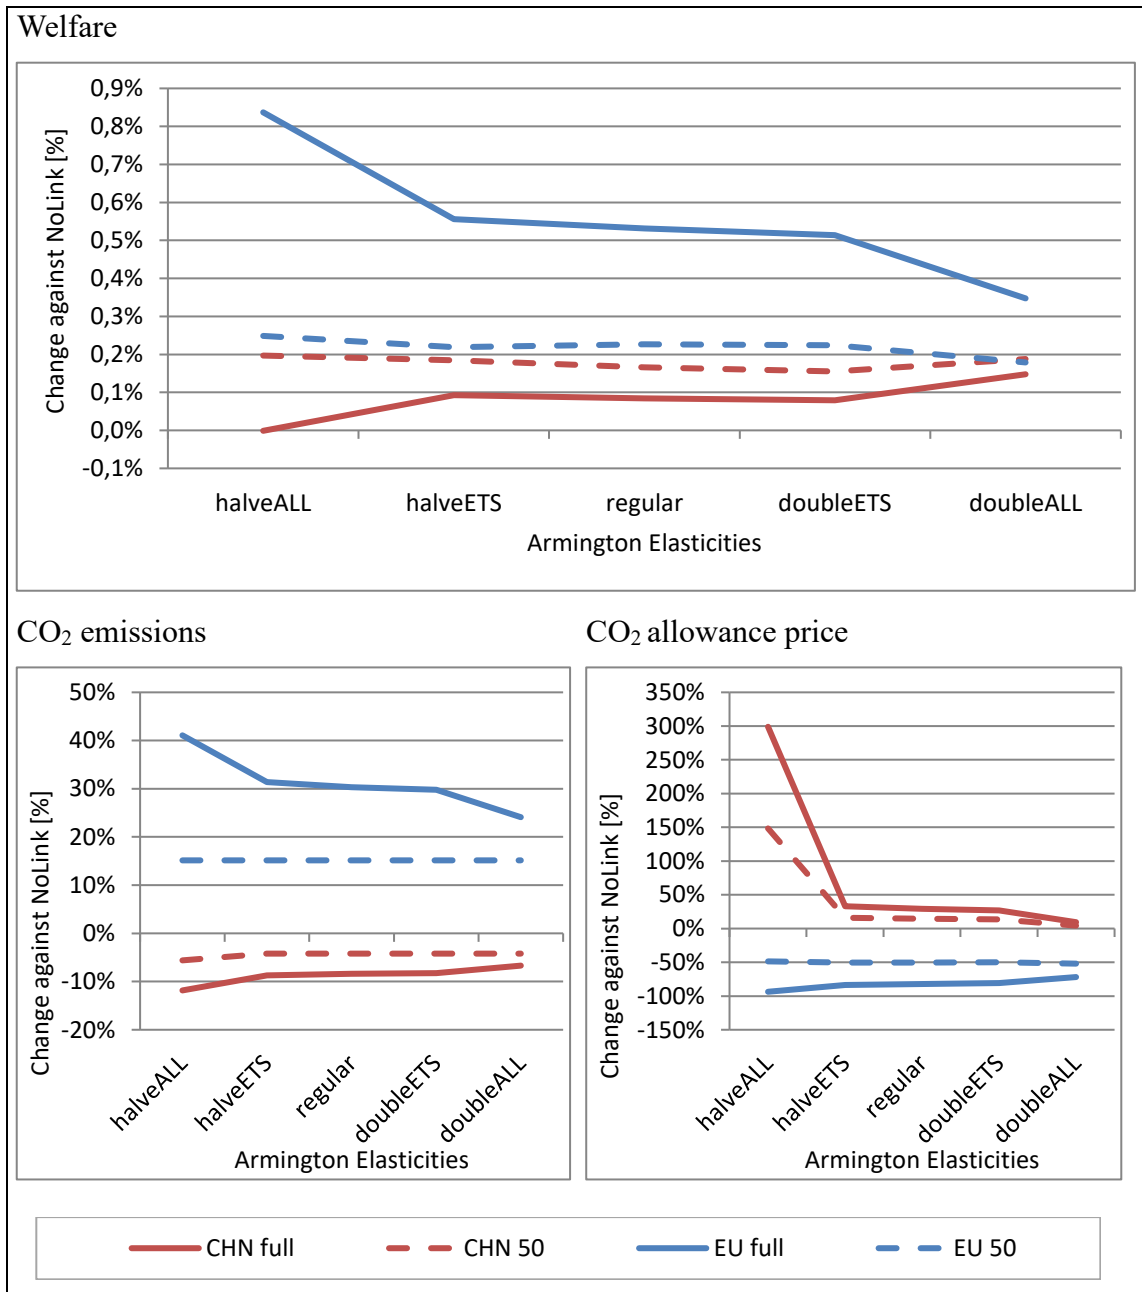 Welfare
Change against NoLink [%]
0,9%
0,8%
0,7%
0,6%
0,5%
0,4%
0,3%
0,2%
0,1%
0,0%
-0,1%
halveALL halveETS regular doubleETS doubleALL
Armington Elasticities
CO₂ emissions
Change against NoLink [%]
50%
40%
30%
20%
10%
0%
-10%
-20%
halveALL halveETS regular doubleETS doubleALL
Armington Elasticities
CO₂ allowance price
Change against NoLink [%]
350%
300%
250%
200%
150%
100%
50%
0%
-50%
-100%
-150%
halveALL halveETS regular doubleETS doubleALL
Armington Elasticities
CHN full CHN 50 EU full EU 50